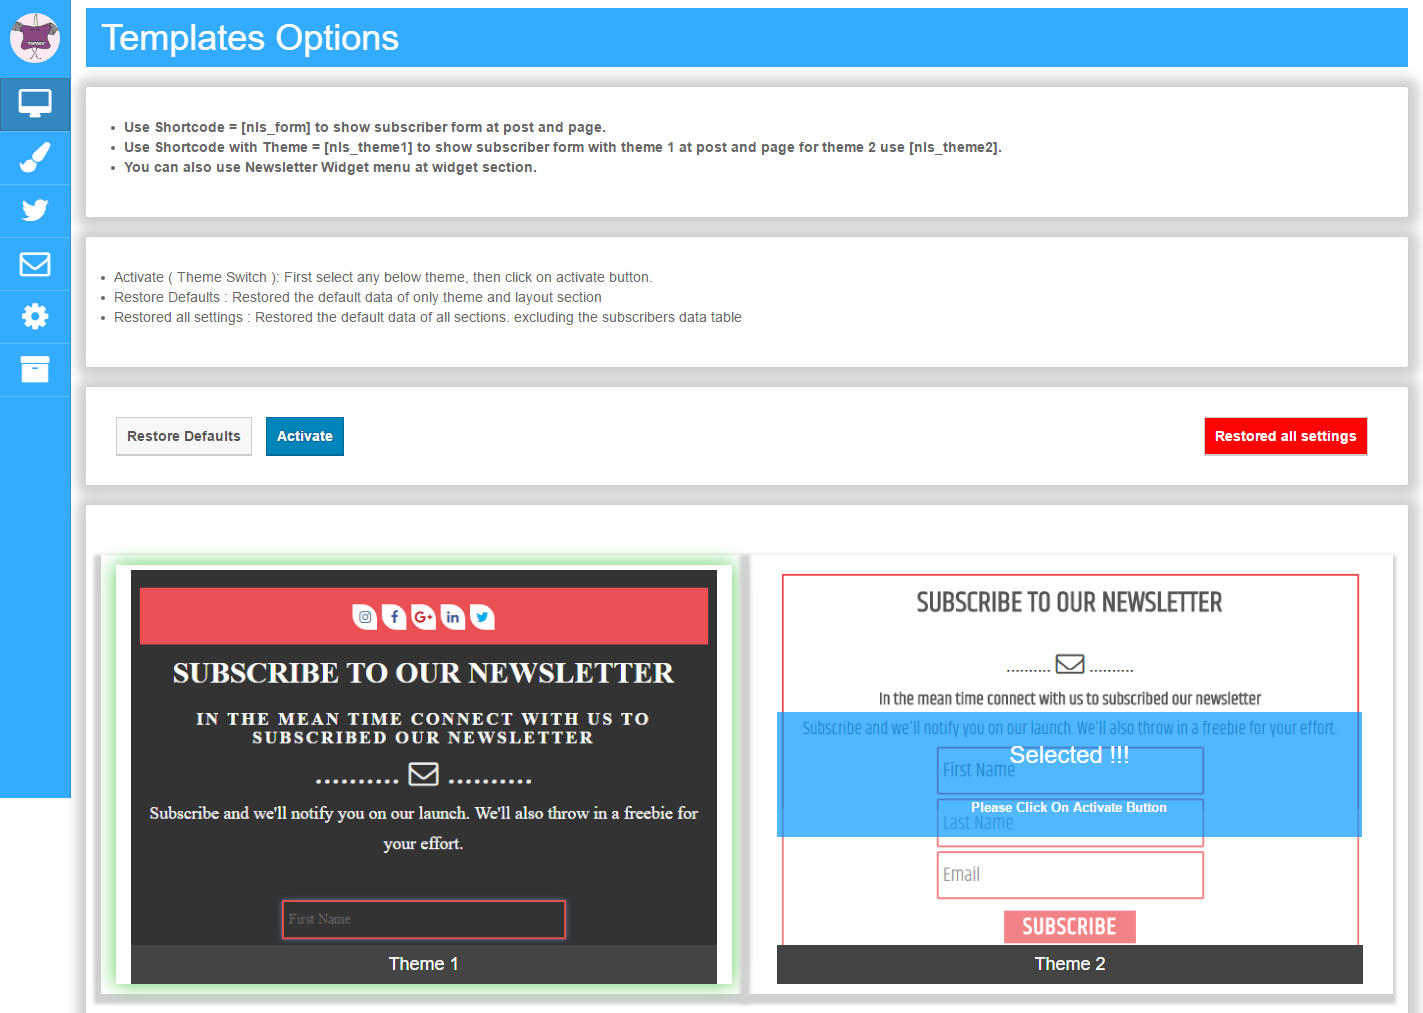 Templates Options
Use Shortcode = [nls_form] to show subscriber form at post and page.
Use Shortcode with Theme = [nls_theme1] to show subscriber form with theme 1 at post and page for theme 2 use [nls_theme2].
You can also use Newsletter Widget menu at widget section.
Activate ( Theme Switch ): First select any below theme, then click on activate button.
Restore Defaults : Restored the default data of only theme and layout section
Restored all settings : Restored the default data of all sections. excluding the subscribers data table
Restore Defaults
Activate
Restored all settings
SUBSCRIBE TO OUR NEWSLETTER
IN THE MEAN TIME CONNECT WITH US TO
SUBSCRIBED OUR NEWSLETTER
.......... ..........
Subscribe and we'll notify you on our launch. We'll also throw in a freebie for
your effort.
First Name
Theme 1
SUBSCRIBE TO OUR NEWSLETTER
.......... ..........
In the mean time connect with us to subscribed our newsletter
Subscribe and we'll notify you on our launch. We'll also throw in a freebie for your effort.
Selected !!!
First Name
Please Click On Activate Button
Last Name
Email
SUBSCRIBE
Theme 2